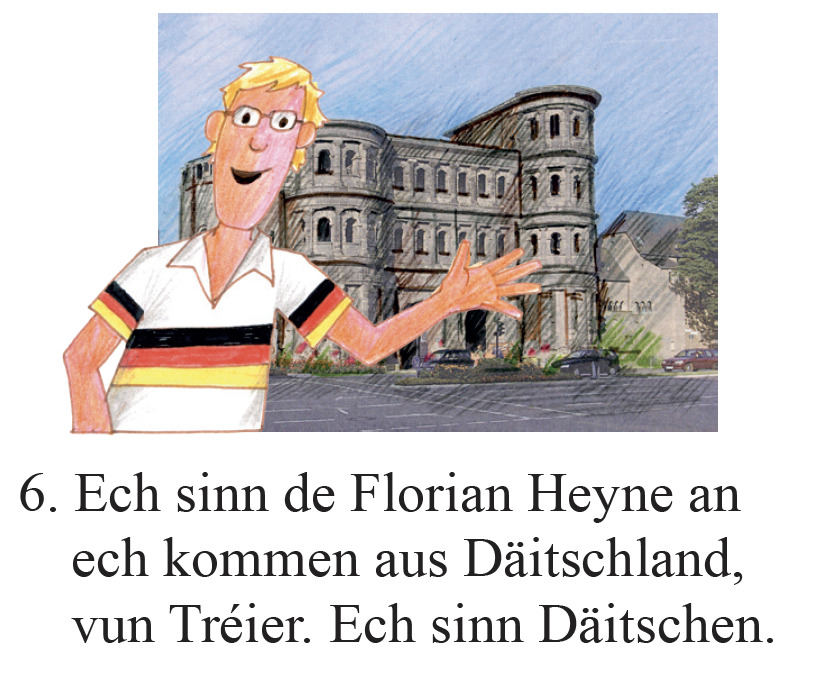 6. Ech sinn de Florian Heyne an
ech kommen aus Däitschland,
vun Tréier. Ech sinn Däitschen.